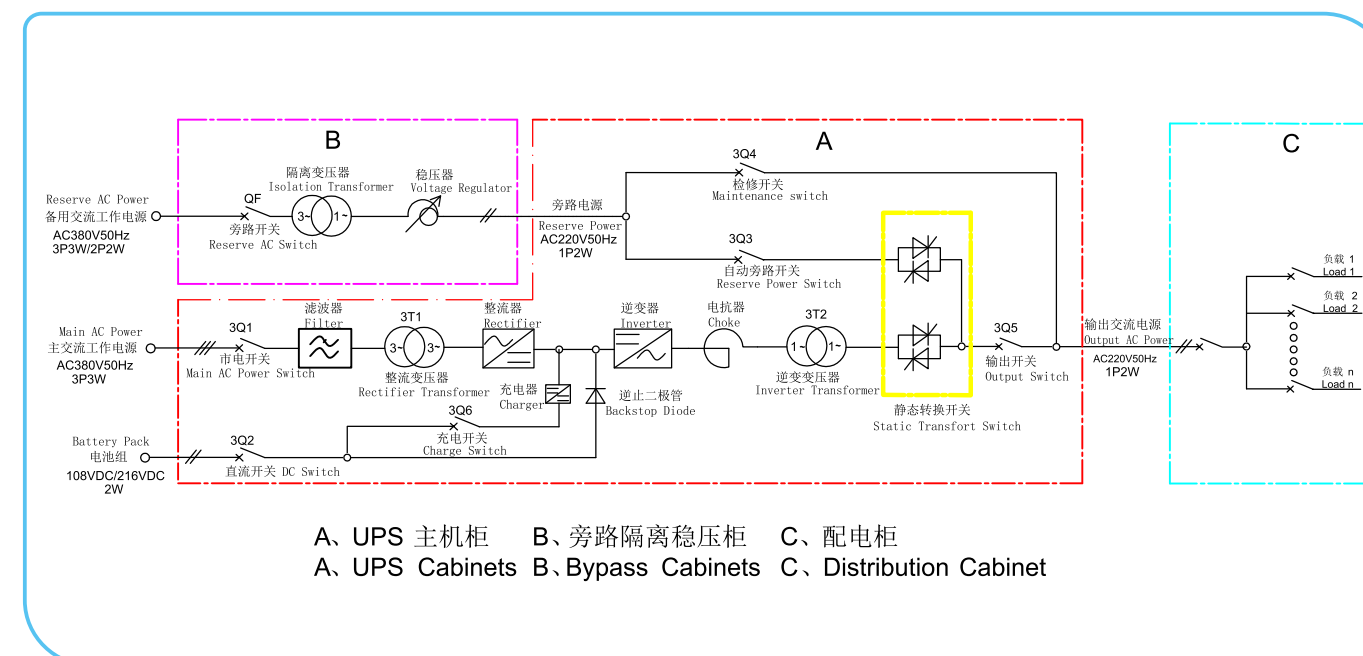 B
A
C
隔离变压器
Isolation Transformer
稳压器
Voltage Regulator
QF
3~
1~
旁路开关
Reserve AC Switch
Reserve AC Power
备用交流工作电源
AC380V50Hz
3P3W/2P2W
旁路电源
Reserve Power
AC220V50Hz
1P2W
3Q4
检修开关
Maintenance switch
3Q3
自动旁路开关
Reserve Power Switch
Main AC Power
主交流工作电源
AC380V50Hz
3P3W
3Q1
市电开关
Main AC Power Switch
滤波器
Filter
3T1
3~
3~
整流变压器
Rectifier Transformer
整流器
Rectifier
充电器
Charger
逆变器
Inverter
逆止二极管
Backstop Diode
电抗器
Choke
3T2
1~
1~
逆变变压器
Inverter Transformer
静态转换开关
Static Transfort Switch
3Q5
输出开关
Output Switch
输出交流电源
Output AC Power
AC220V50Hz
1P2W
3Q6
充电开关
Charge Switch
Battery Pack
电池组
108VDC/216VDC
2W
3Q2
直流开关 DC Switch
负载 1
Load 1
负载 2
Load 2
负载 n
Load n
A、UPS 主机柜 B、旁路隔离稳压柜 C、配电柜
A、UPS Cabinets B、Bypass Cabinets C、Distribution Cabinet